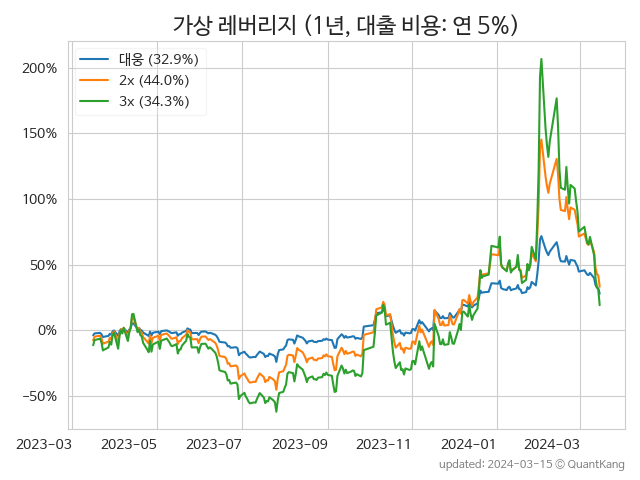 가상 레버리지 (1년, 대출 비용: 연 5%)
대웅 (32.9%)
2x (44.0%)
3x (34.3%)
200%
150%
100%
50%
0%
−50%
2023-03
2023-05
2023-07
2023-09
2023-11
2024-01
2024-03
updated: 2024-03-15 © QuantKang